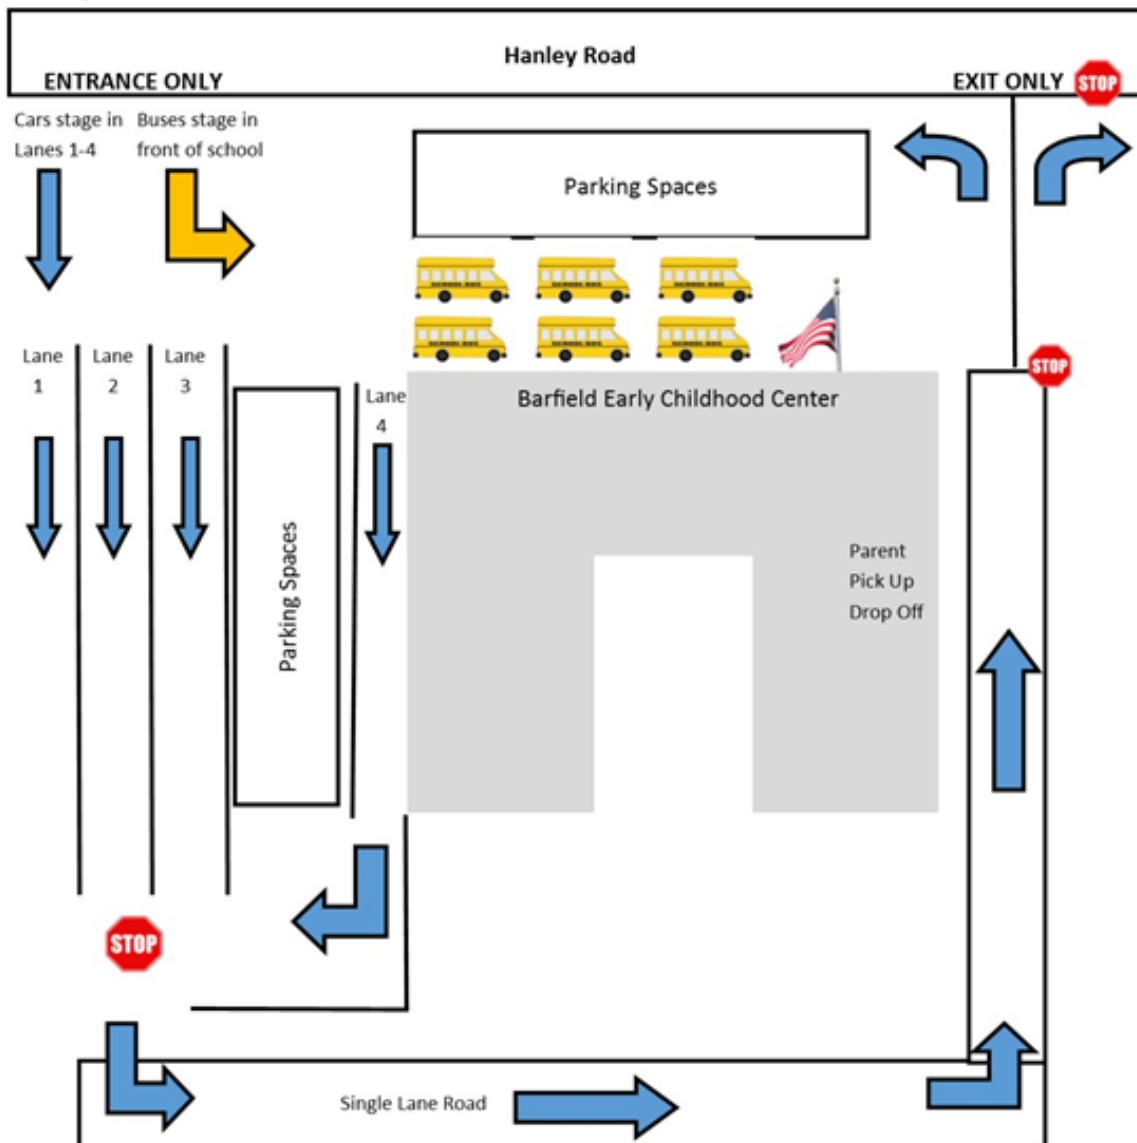 Hanley Road
ENTRANCE ONLY
EXIT ONLY
STOP
Cars stage in
Lanes 1-4
Buses stage in
front of school
Parking Spaces
Lane
1
Lane
2
Lane
3
Lane
4
STOP
Barfield Early Childhood Center
Parking Spaces
Parent
Pick Up
Drop Off
STOP
Single Lane Road